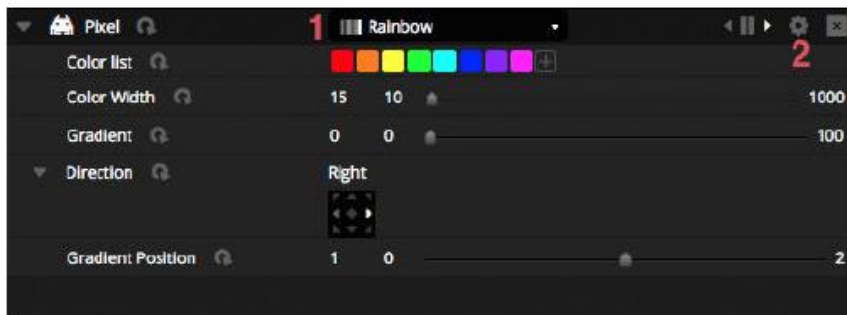 Pixel 1 Rainbow 2
Color list
Color Width 15 10 1000
Gradient 0 0 100
Direction Right
Gradient Position 1 0 2